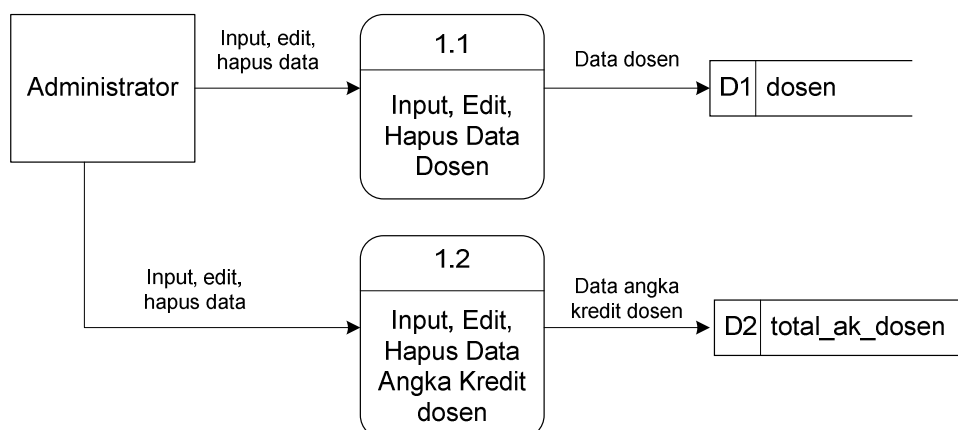 Administrator
Input, edit,
hapus data
1.1
Input, Edit,
Hapus Data
Dosen
Data dosen
D1
dosen
Input, edit,
hapus data
1.2
Input, Edit,
Hapus Data
Angka Kredit
dosen
Data angka
kredit dosen
D2
total_ak_dosen